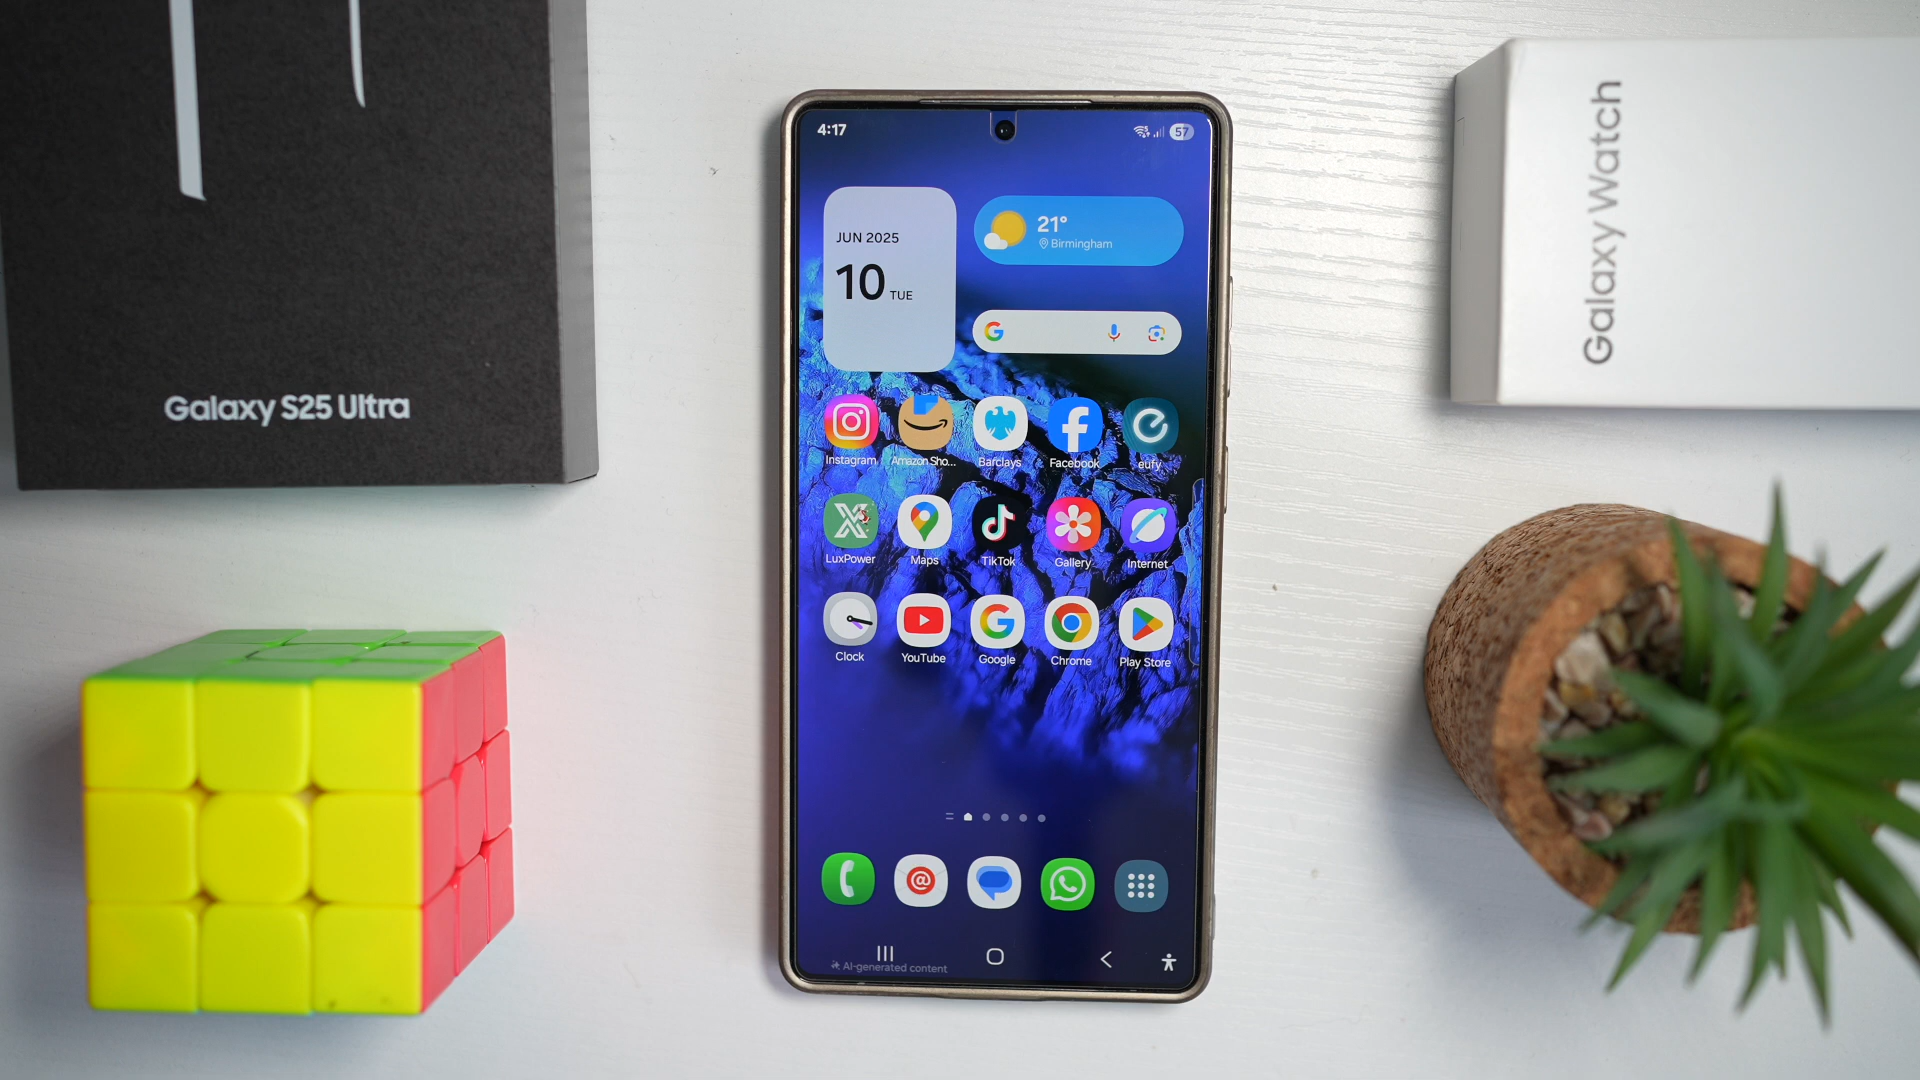 Galaxy S25 Ultra
Galaxy Watch
4:17
57
JUN 2025
10 TUE
21°
Birmingham
Instagram
Amazon Sho...
Barclays
Facebook
eufy
LuxPower
Maps
TikTok
Gallery
Internet
Clock
YouTube
Google
Chrome
Play Store
AI-generated content